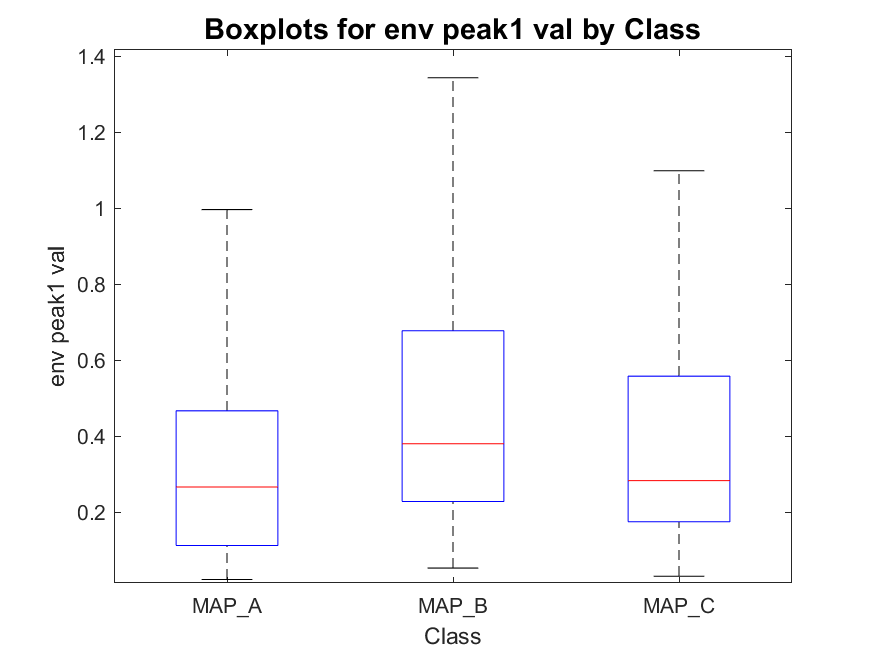 Boxplots for env peak1 val by Class
1.4
1.2
1
0.8
0.6
0.4
0.2
env peak1 val
MAP_A MAP_B MAP_C
Class